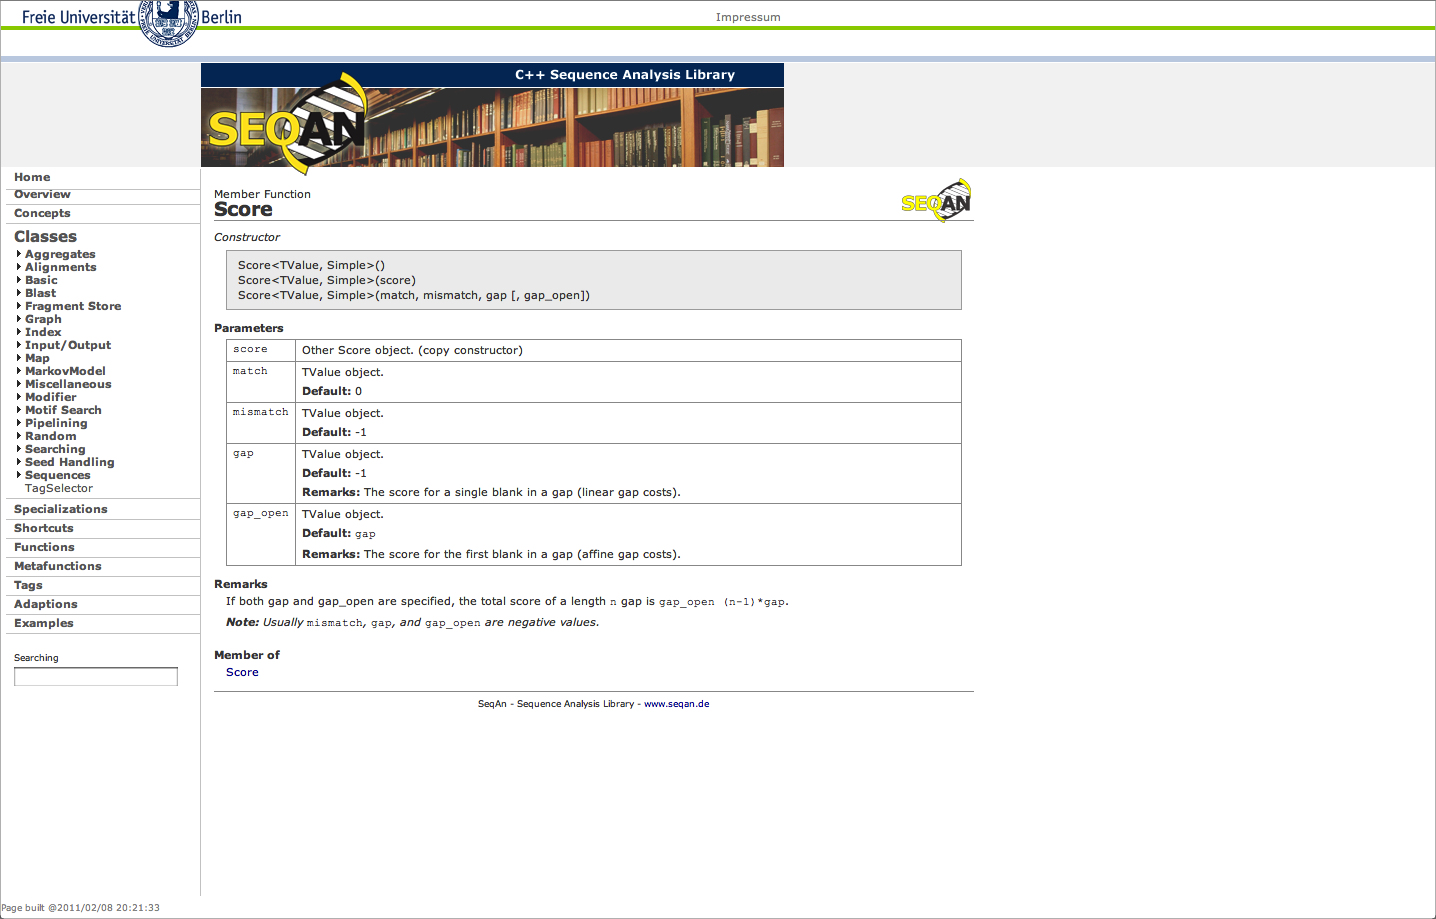 Freie Universität Berlin
Impressum
C++ Sequence Analysis Library
SEQAN
Home
Overview
Concepts
Classes
Aggregates
Alignments
Basic
Blast
Fragment Store
Graph
Index
Input/Output
Map
MarkovModel
Miscellaneous
Modifier
Motif Search
Pipelining
Random
Searching
Seed Handling
Sequences
TagSelector
Specializations
Shortcuts
Functions
Metafunctions
Tags
Adaptions
Examples
Searching
Member Function
Score
SEQAN
Constructor
Score<TValue, Simple>()
Score<TValue, Simple>(score)
Score<TValue, Simple>(match, mismatch, gap [, gap_open])
Parameters
score Other Score object. (copy constructor)
match TValue object.
Default: 0
mismatch TValue object.
Default: -1
gap TValue object.
Default: -1
Remarks: The score for a single blank in a gap (linear gap costs).
gap_open TValue object.
Default: gap
Remarks: The score for the first blank in a gap (affine gap costs).
Remarks
If both gap and gap_open are specified, the total score of a length n gap is gap_open (n-1)*gap.
Note: Usually mismatch, gap, and gap_open are negative values.
Member of
Score
SeqAn - Sequence Analysis Library - www.seqan.de
Page built @2011/02/08 20:21:33